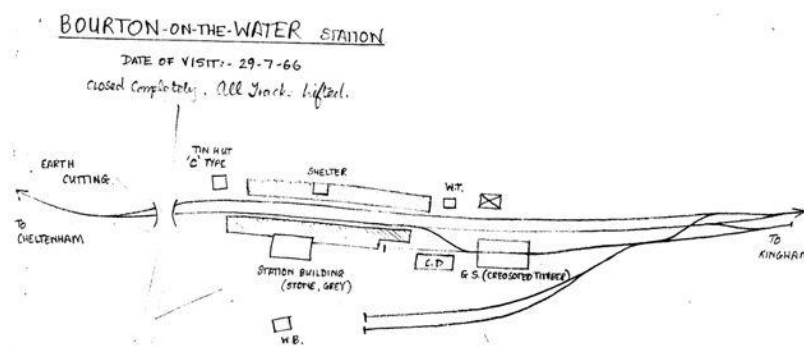 BOURTON-ON-THE-WATER STATION
DATE OF VISIT:- 29-7-66
Closed Completely. All Track Lifted.
TIN HUT
'C' TYPE
EARTH
CUTTING
SHELTER
W.T.
TO
CHELTENHAM
TO
KINGHAM
STATION BUILDING
(STONE, GREY)
C.D
G.S. (CREOSOTED TIMBER)
W.B.